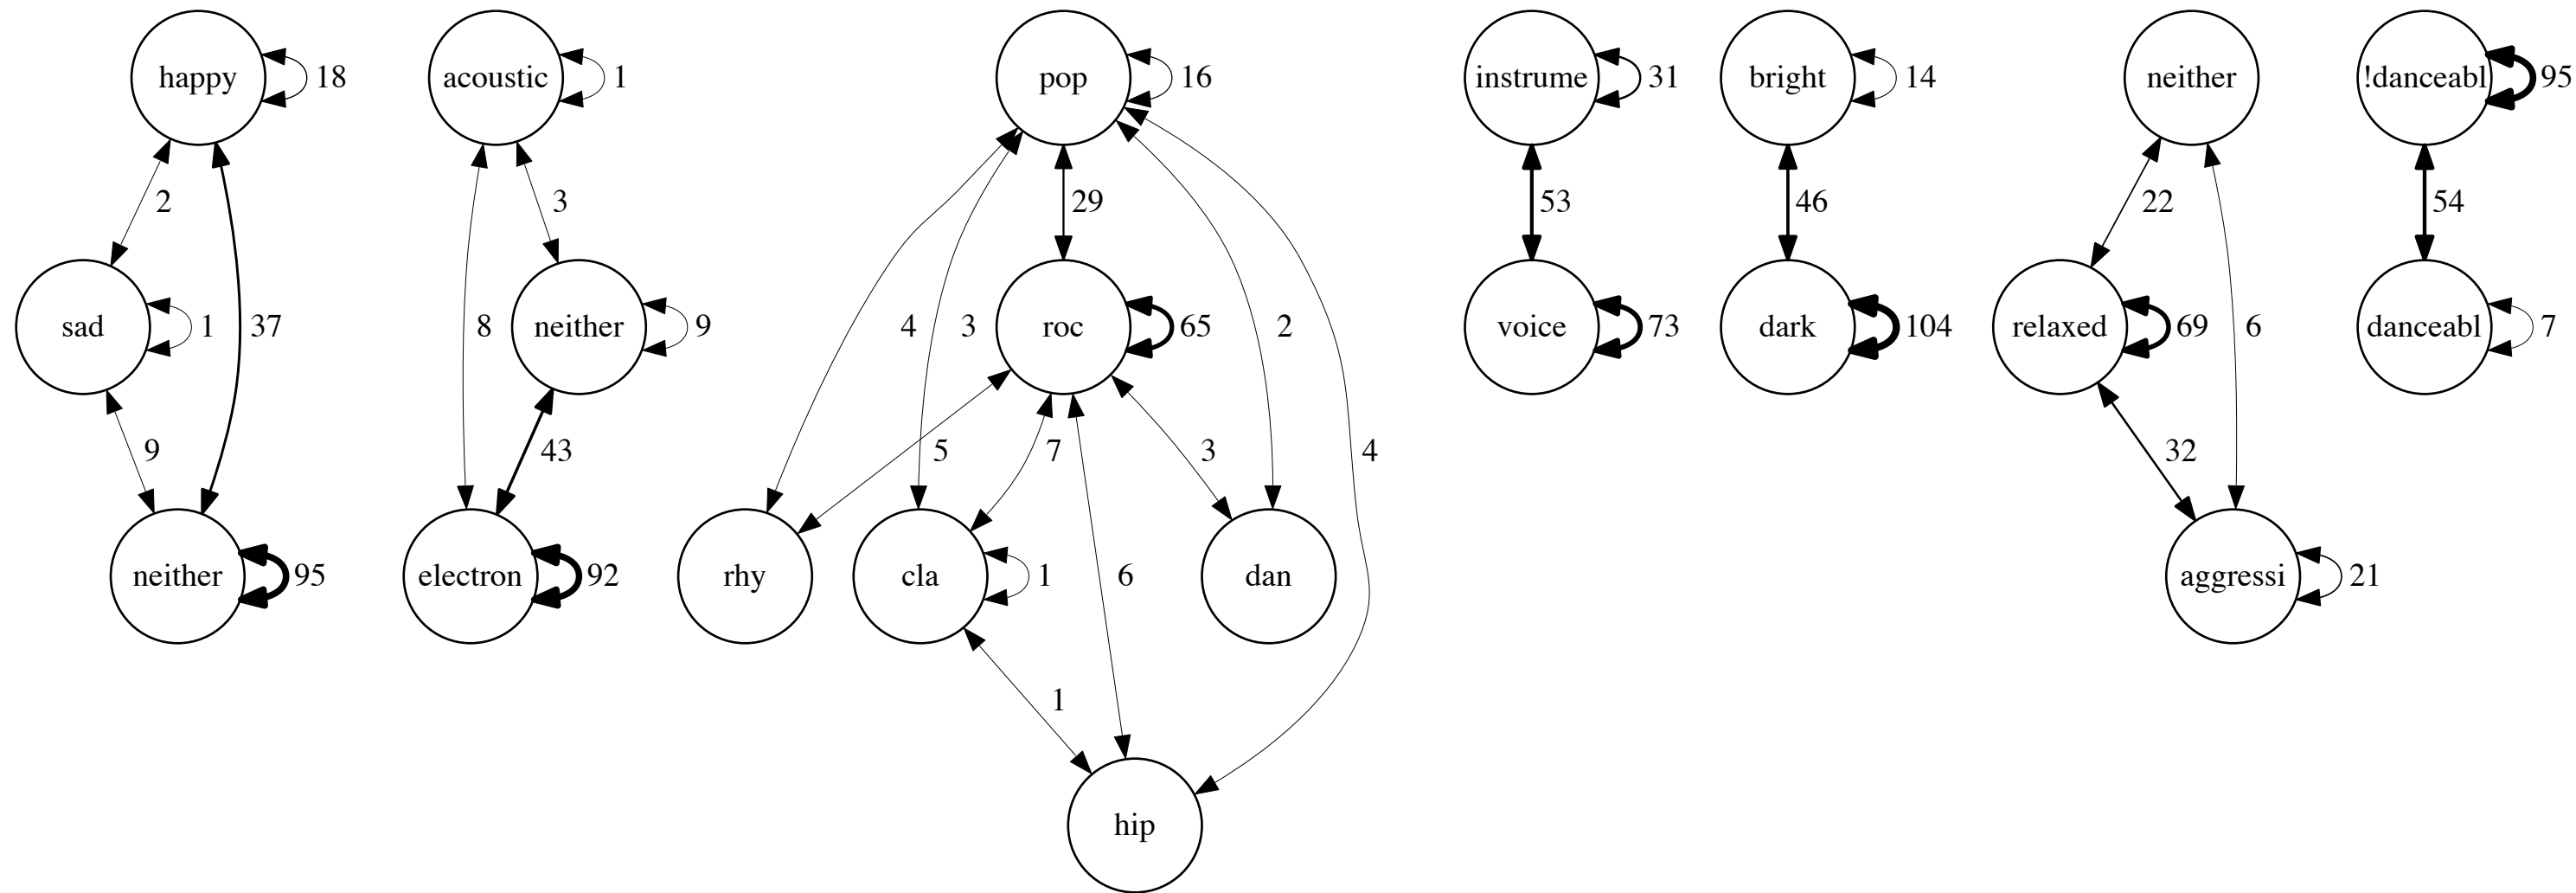 happy 18 acoustic 1 pop 16 instrume 31 bright 14 neither !danceabl 95
2 3 29 53 46 22 54
sad 1 37 8 neither 9 4 3 roc 65 2 voice 73 dark 104 relaxed 69 6 danceabl 7
9 43 5 7 3 4 32
neither 95 electron 92 rhy cla 1 6 dan aggressi 21
1
hip